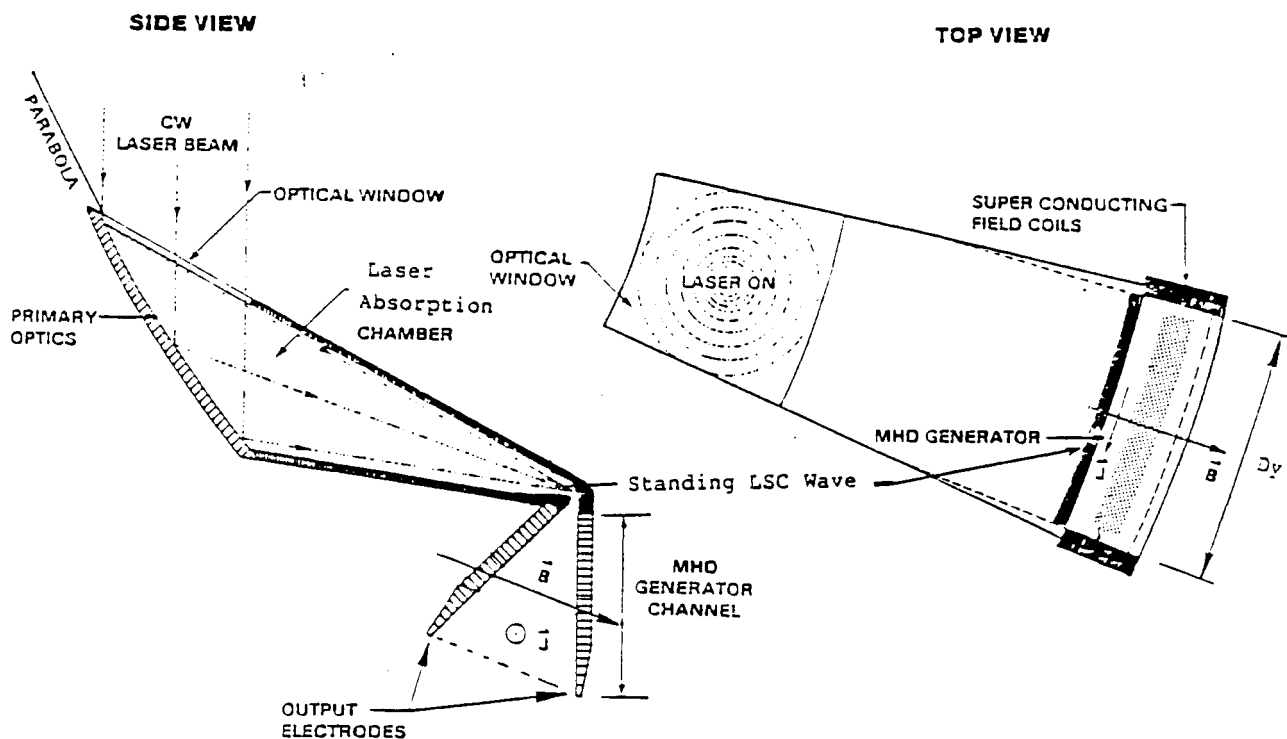 SIDE VIEW
TOP VIEW
PARABOLA
CW
LASER BEAM
OPTICAL WINDOW
Laser
Absorption
CHAMBER
PRIMARY
OPTICS
Standing LSC Wave
B
MHD
GENERATOR
CHANNEL
J
OUTPUT
ELECTRODES
SUPER CONDUCTING
FIELD COILS
OPTICAL
WINDOW
LASER ON
MHD GENERATOR
J
B